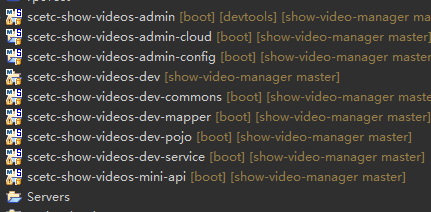 scetc-show-videos-admin [boot] [devtools] [show-video-manager ma
scetc-show-videos-admin-cloud [boot] [show-video-manager master]
scetc-show-videos-admin-config [boot] [show-video-manager master
scetc-show-videos-dev [show-video-manager master]
scetc-show-videos-dev-commons [boot] [show-video-manager master
scetc-show-videos-dev-mapper [boot] [show-video-manager master]
scetc-show-videos-dev-pojo [boot] [show-video-manager master]
scetc-show-videos-dev-service [boot] [show-video-manager master]
scetc-show-videos-mini-api [boot] [show-video-manager master]
Servers